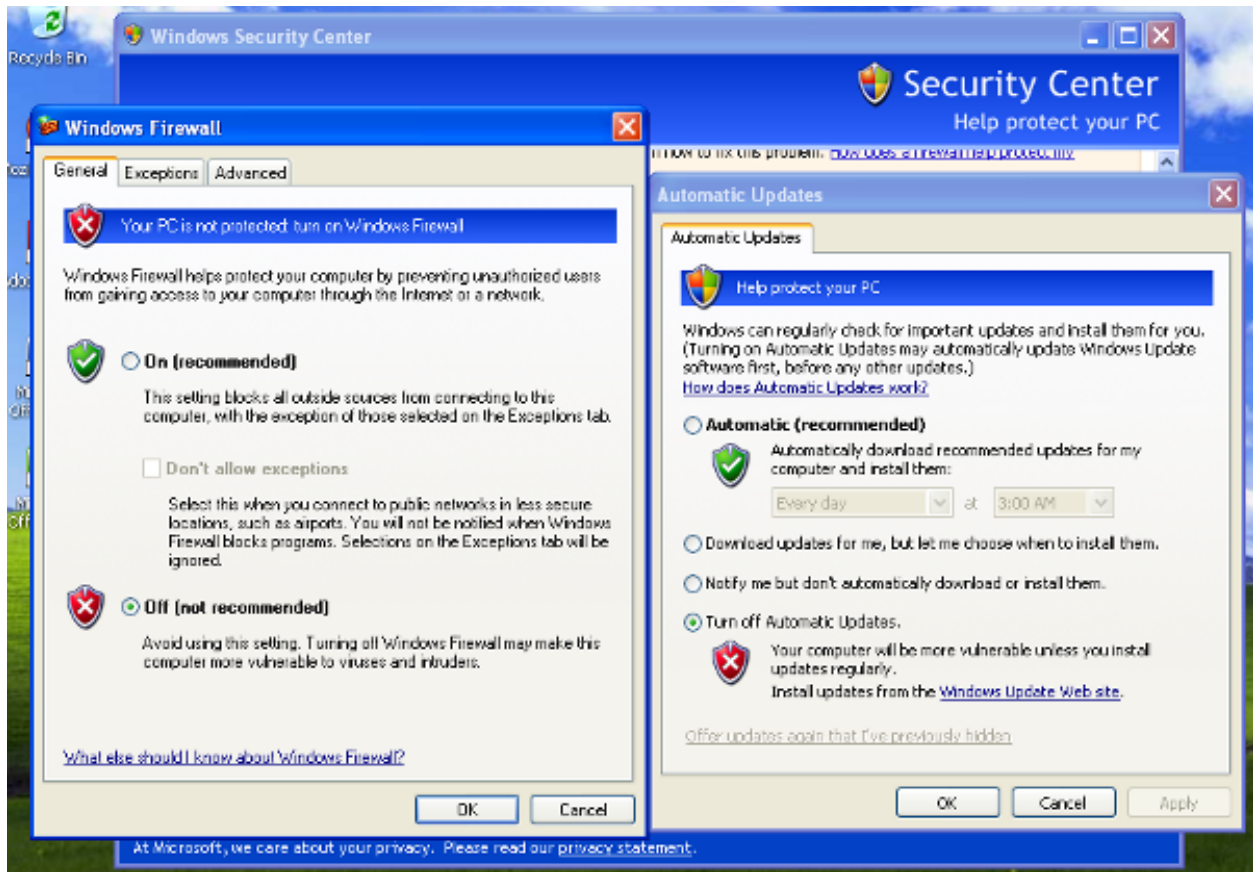 Recycle Bin
Windows Security Center
Security Center
Help protect your PC
how to fix this problem. How does a firewall help protect my
Windows Firewall
General
Exceptions
Advanced
Your PC is not protected: turn on Windows Firewall
Windows Firewall helps protect your computer by preventing unauthorized users
from gaining access to your computer through the Internet or a network.
On (recommended)
This setting blocks all outside sources from connecting to this
computer, with the exception of those selected on the Exceptions tab.
Don't allow exceptions
Select this when you connect to public networks in less secure
locations, such as airports. You will not be notified when Windows
Firewall blocks programs. Selections on the Exceptions tab will be
ignored.
Off (not recommended)
Avoid using this setting. Turning off Windows Firewall may make this
computer more vulnerable to viruses and intruders.
What else should I know about Windows Firewall?
OK
Cancel
Automatic Updates
Automatic Updates
Help protect your PC
Windows can regularly check for important updates and install them for you.
(Turning on Automatic Updates may automatically update Windows Update
software first, before any other updates.)
How does Automatic Updates work?
Automatic (recommended)
Automatically download recommended updates for my
computer and install them:
Every day at 3:00 AM
Download updates for me, but let me choose when to install them.
Notify me but don't automatically download or install them.
Turn off Automatic Updates.
Your computer will be more vulnerable unless you install
updates regularly.
Install updates from the Windows Update Web site.
Offer updates again that I've previously hidden
OK
Cancel
Apply
At Microsoft, we care about your privacy. Please read our privacy statement.